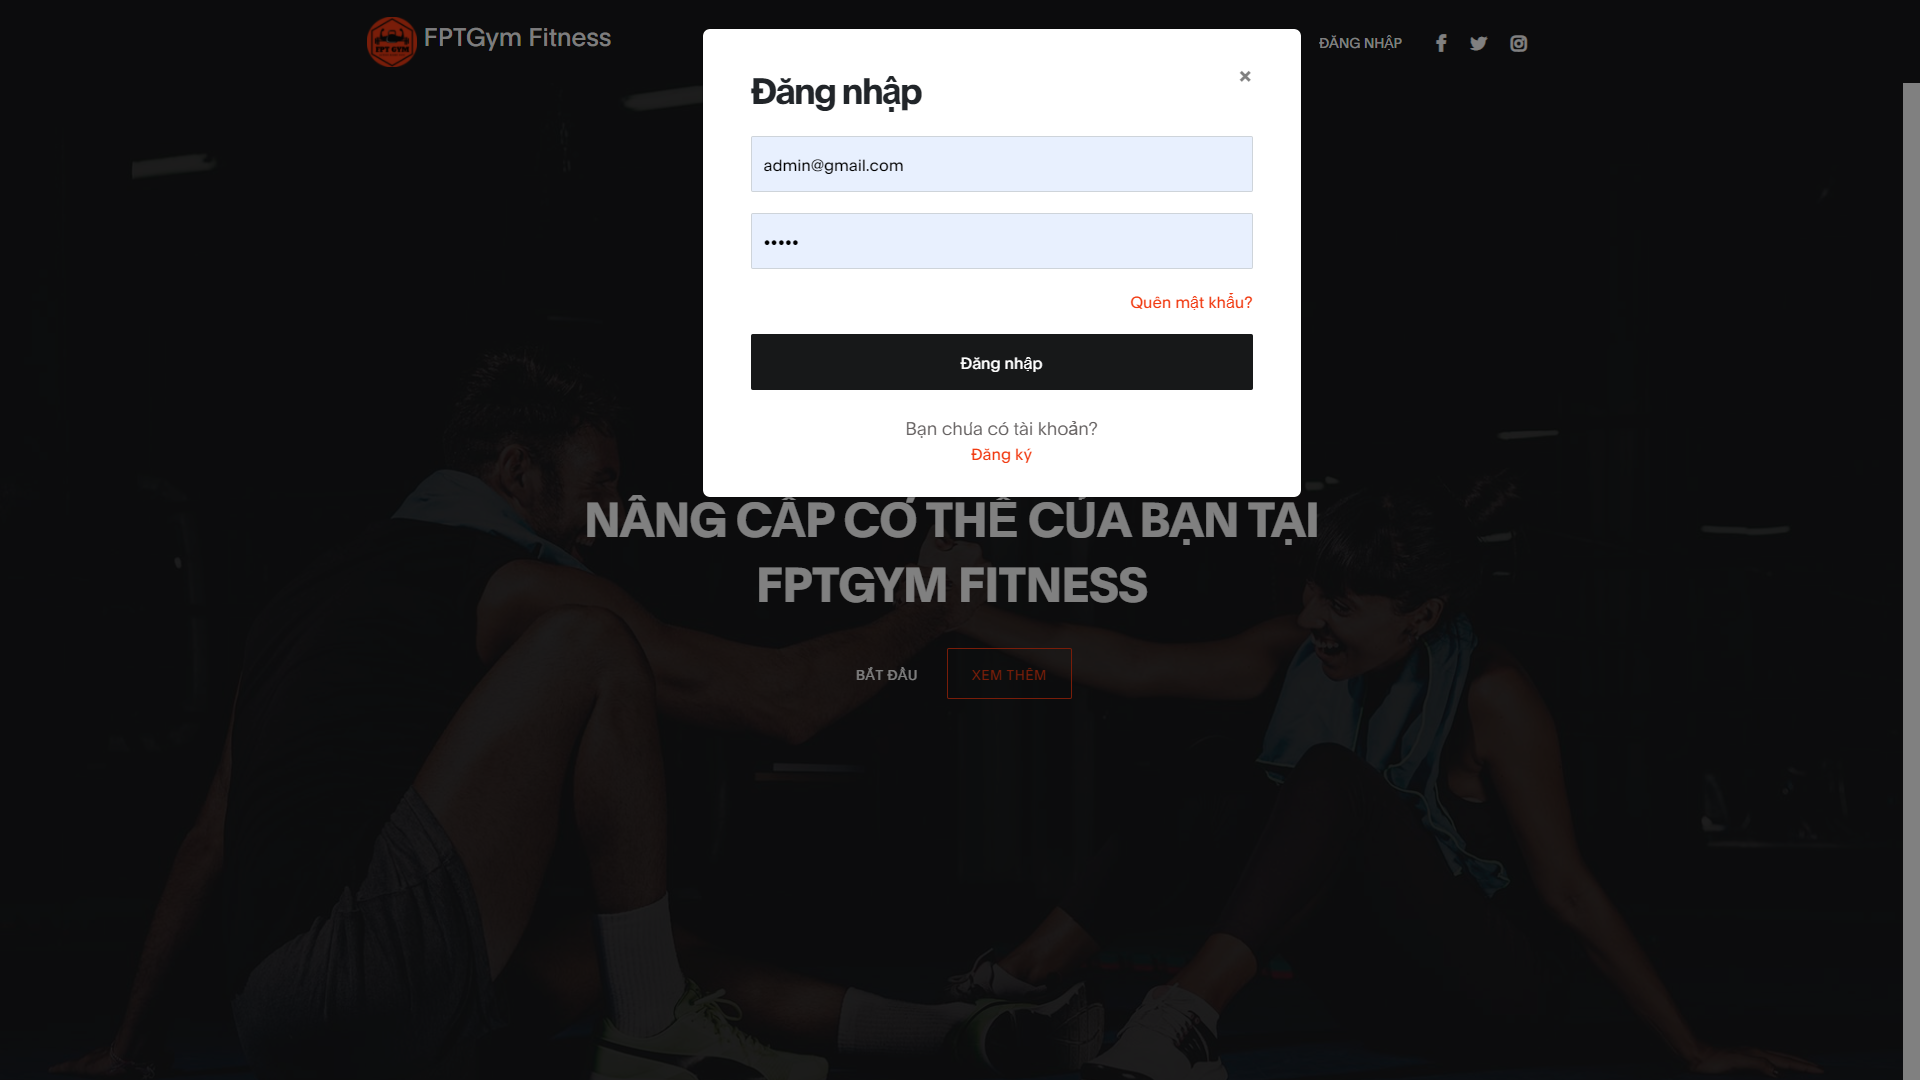 FPT GYM
FPTGym Fitness
ĐĂNG NHẬP
×
Đăng nhập
admin@gmail.com
•••••
Quên mật khẩu?
Đăng nhập
Bạn chưa có tài khoản?
Đăng ký
NÂNG CẤP CƠ THỂ CỦA BẠN TẠI
FPTGYM FITNESS
BẮT ĐẦU
XEM THÊM